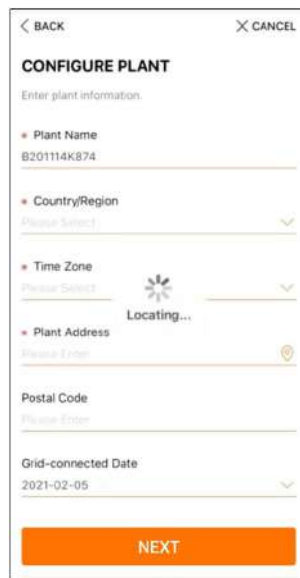 BACK
CANCEL
CONFIGURE PLANT
Enter plant information.
Plant Name
B201114K874
Country/Region
Please Select
Time Zone
Please Select
Locating...
Plant Address
Please Enter
Postal Code
Please Enter
Grid-connected Date
2021-02-05
NEXT